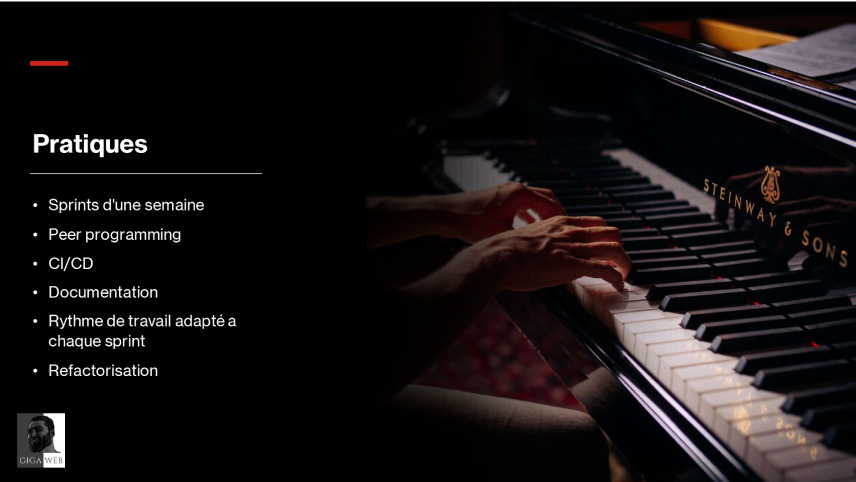 Pratiques
• Sprints d'une semaine
• Peer programming
• CI/CD
• Documentation
• Rythme de travail adapté a
chaque sprint
• Refactorisation
STEINWAY & SONS
GIGA WEB